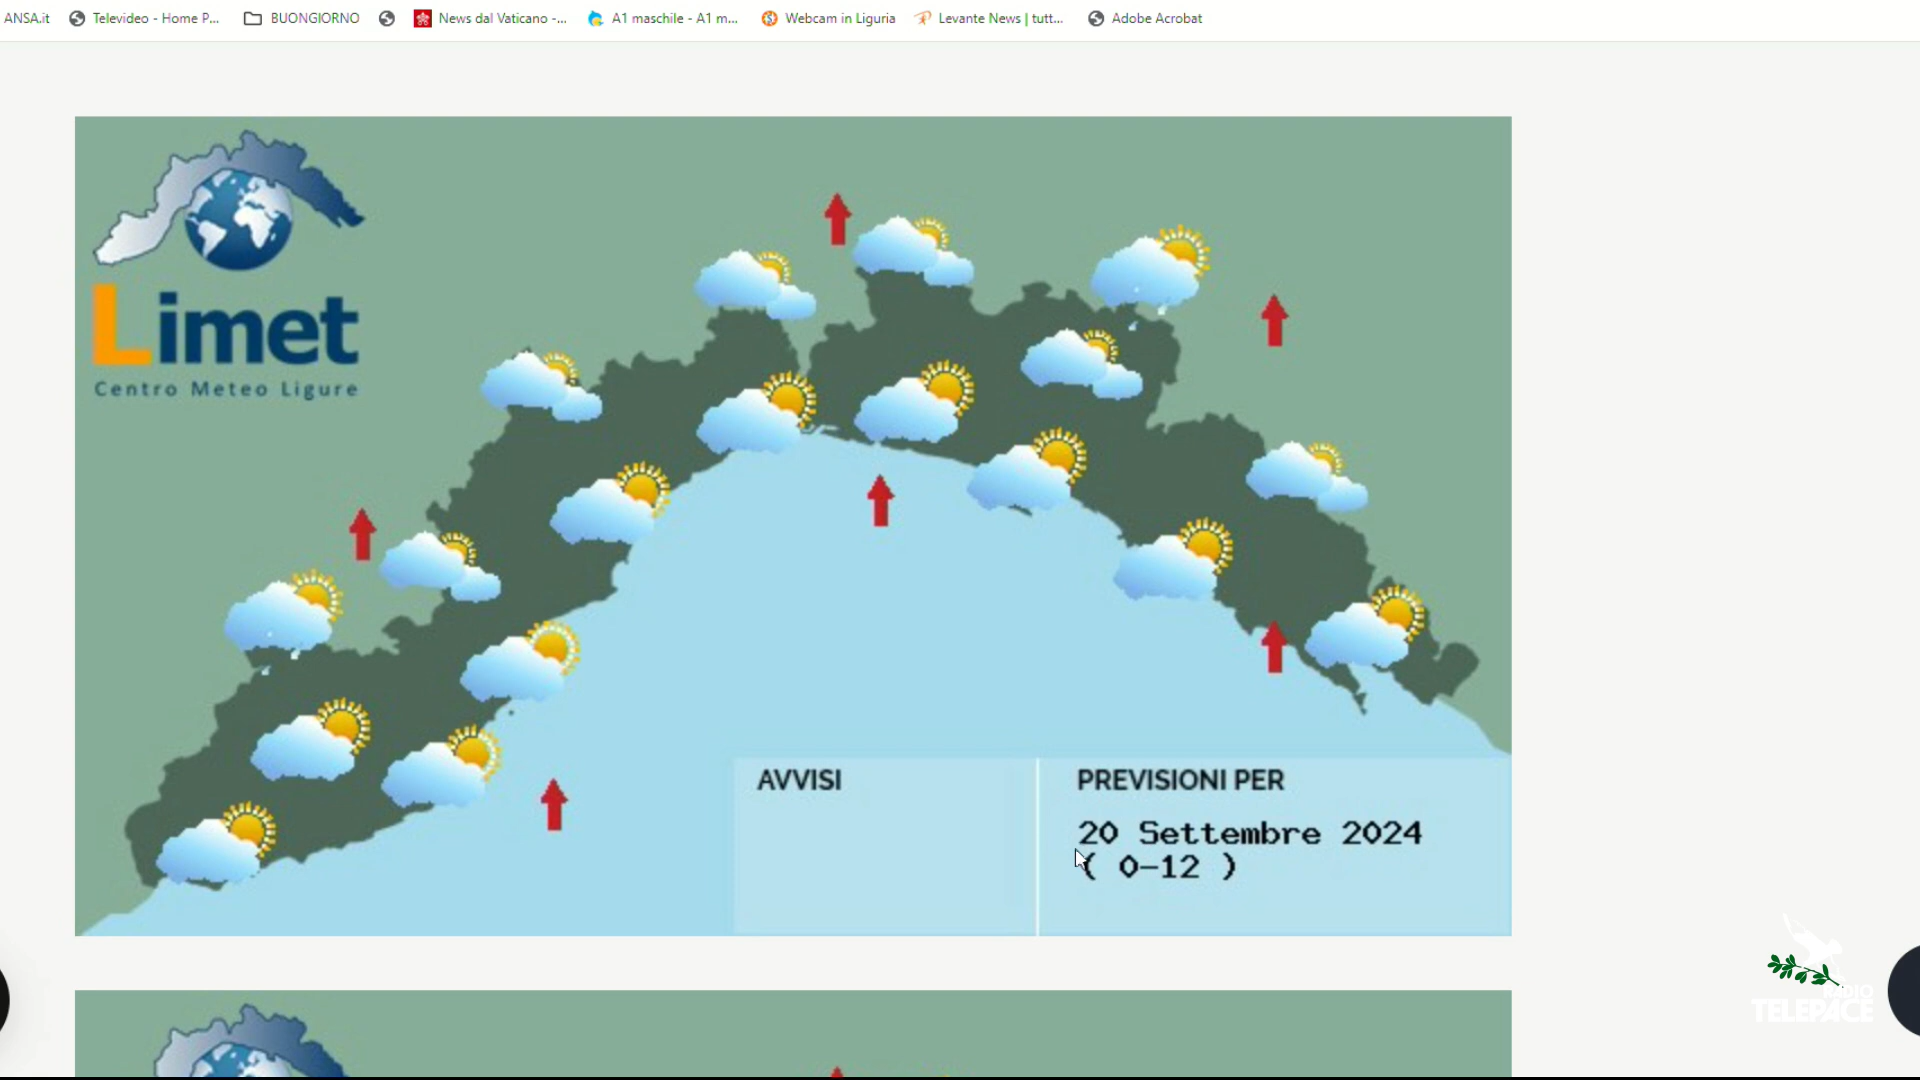 ANSA.it
Televideo - Home P...
BUONGIORNO
News dal Vaticano -...
A1 maschile - A1 m...
Webcam in Liguria
Levante News | tutt...
Adobe Acrobat
Limet
Centro Meteo Ligure
AVVISI
PREVISIONI PER
20 Settembre 2024
( 0-12 )
RADIO
TELEPACE